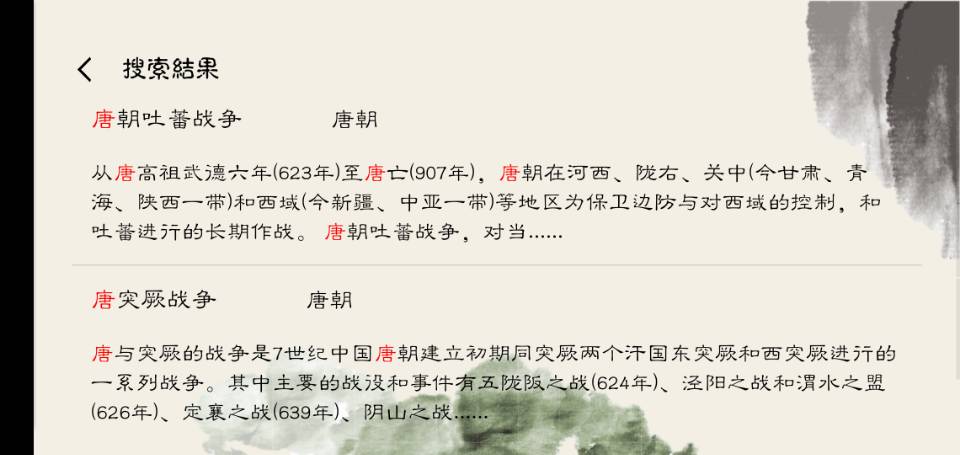 搜索結果
唐朝吐蕃战争 唐朝
从唐高祖武德六年(623年)至唐亡(907年)，唐朝在河西、陇右、关中(今甘肃、青
海、陕西一带)和西域(今新疆、中亚一带)等地区为保卫边防与对西域的控制，和
吐蕃进行的长期作战。 唐朝吐蕃战争，对当......
唐突厥战争 唐朝
唐与突厥的战争是7世纪中国唐朝建立初期同突厥两个汗国东突厥和西突厥进行的
一系列战争。其中主要的战役和事件有五陇阪之战(624年)、泾阳之战和渭水之盟
(626年)、定襄之战(639年)、阴山之战......